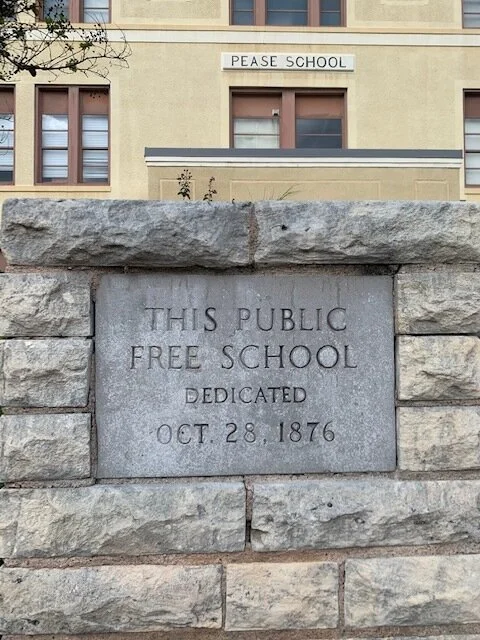 PEASE SCHOOL
THIS PUBLIC
FREE SCHOOL
DEDICATED
OCT. 28, 1876